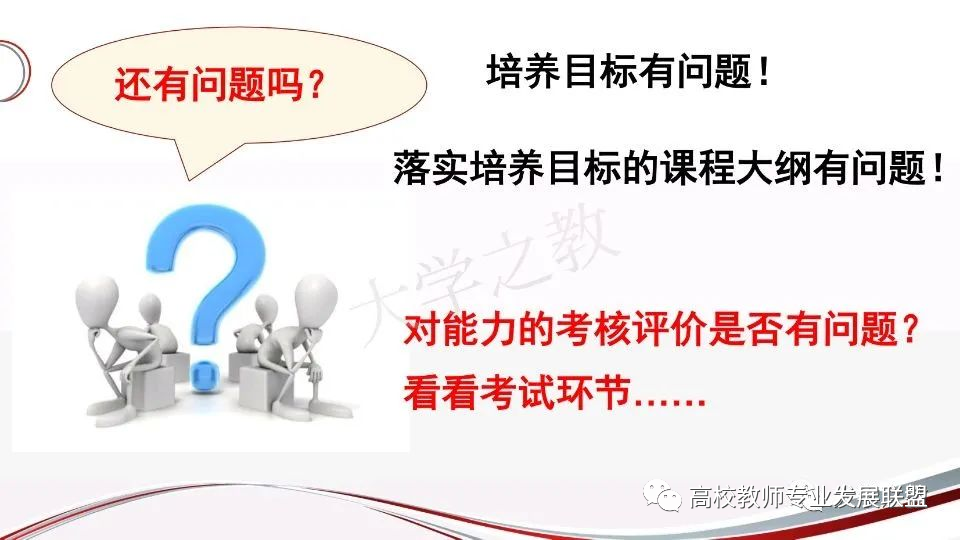 还有问题吗？
培养目标有问题！
落实培养目标的课程大纲有问题！
大学之教
对能力的考核评价是否有问题？
看看考试环节……
高校教师专业发展联盟